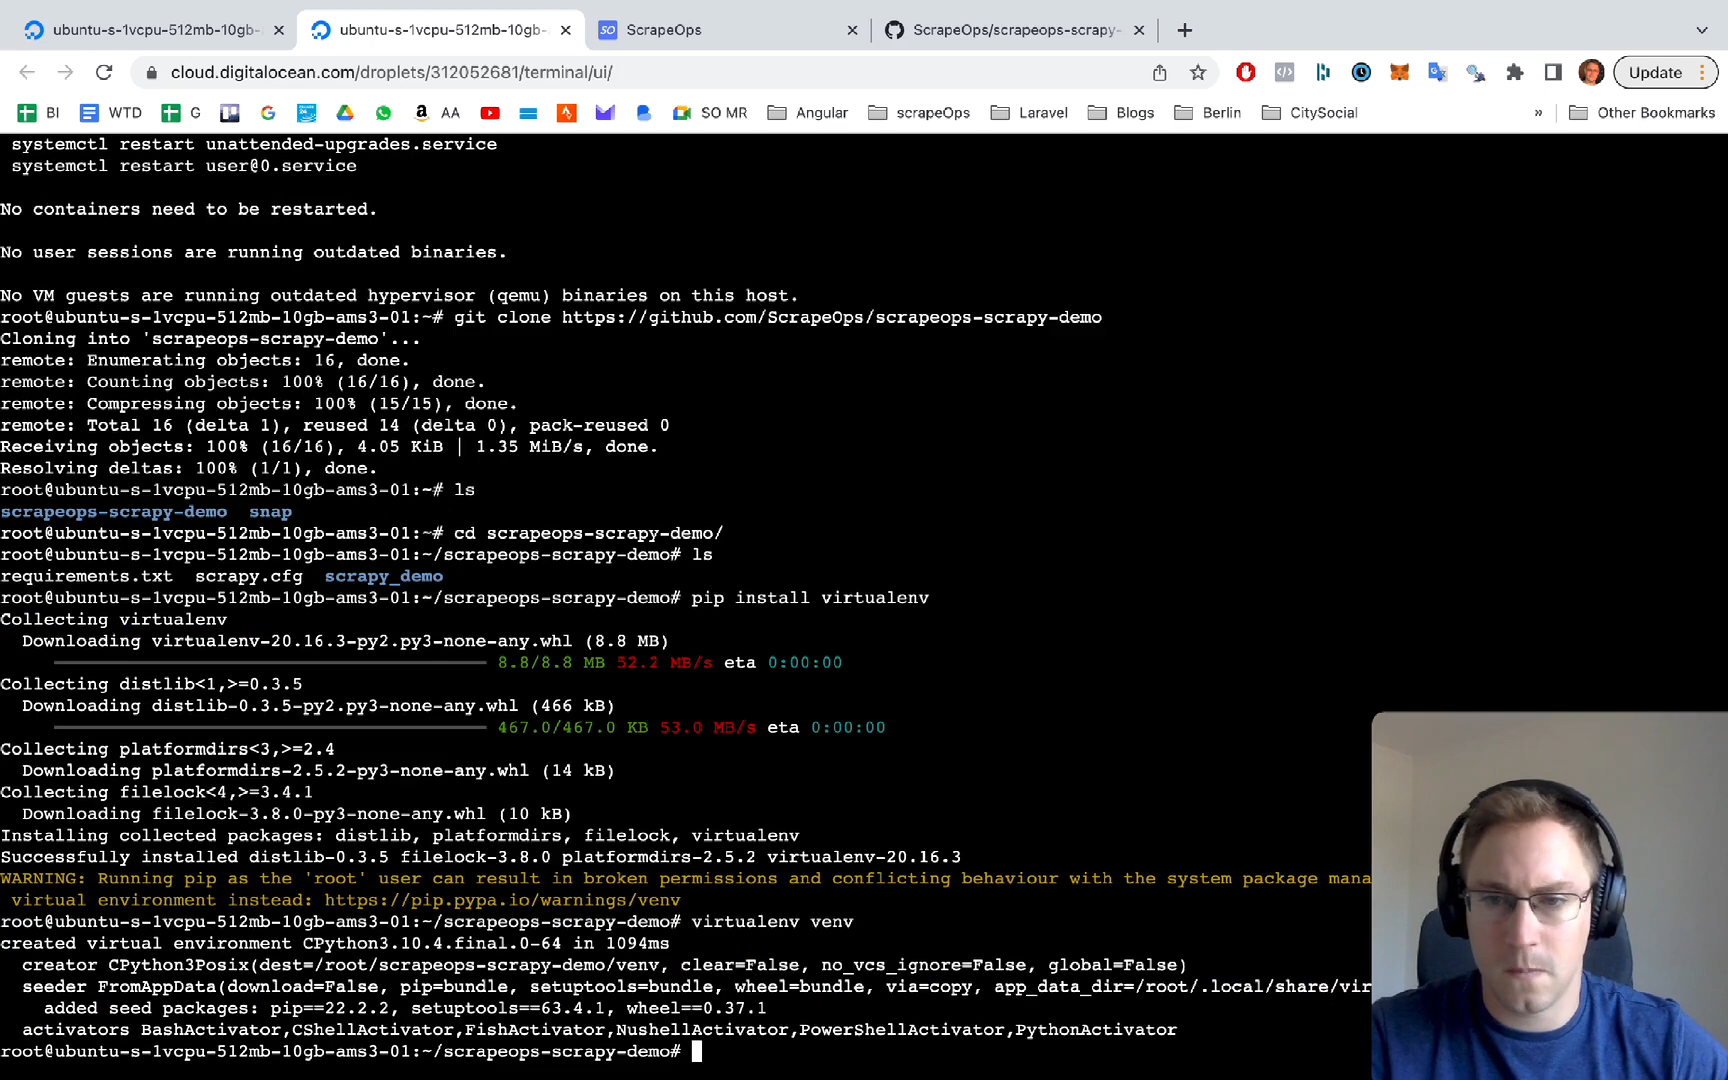 ubuntu-s-1vcpu-512mb-10gb-
ubuntu-s-1vcpu-512mb-10gb-
SO ScrapeOps
ScrapeOps/scrapeops-scrapy-
cloud.digitalocean.com/droplets/312052681/terminal/ui/
Update
BI
WTD
G
AA
SO MR
Angular
scrapeOps
Laravel
Blogs
Berlin
CitySocial
»
Other Bookmarks
systemctl restart unattended-upgrades.service
systemctl restart user@0.service
No containers need to be restarted.
No user sessions are running outdated binaries.
No VM guests are running outdated hypervisor (qemu) binaries on this host.
root@ubuntu-s-1vcpu-512mb-10gb-ams3-01:~# git clone https://github.com/ScrapeOps/scrapeops-scrapy-demo
Cloning into 'scrapeops-scrapy-demo'...
remote: Enumerating objects: 16, done.
remote: Counting objects: 100% (16/16), done.
remote: Compressing objects: 100% (15/15), done.
remote: Total 16 (delta 1), reused 14 (delta 0), pack-reused 0
Receiving objects: 100% (16/16), 4.05 KiB | 1.35 MiB/s, done.
Resolving deltas: 100% (1/1), done.
root@ubuntu-s-1vcpu-512mb-10gb-ams3-01:~# ls
scrapeops-scrapy-demo  snap
root@ubuntu-s-1vcpu-512mb-10gb-ams3-01:~# cd scrapeops-scrapy-demo/
root@ubuntu-s-1vcpu-512mb-10gb-ams3-01:~/scrapeops-scrapy-demo# ls
requirements.txt  scrapy.cfg  scrapy_demo
root@ubuntu-s-1vcpu-512mb-10gb-ams3-01:~/scrapeops-scrapy-demo# pip install virtualenv
Collecting virtualenv
Downloading virtualenv-20.16.3-py2.py3-none-any.whl (8.8 MB)
8.8/8.8 MB 52.2 MB/s eta 0:00:00
Collecting distlib<1,>=0.3.5
Downloading distlib-0.3.5-py2.py3-none-any.whl (466 kB)
467.0/467.0 KB 53.0 MB/s eta 0:00:00
Collecting platformdirs<3,>=2.4
Downloading platformdirs-2.5.2-py3-none-any.whl (14 kB)
Collecting filelock<4,>=3.4.1
Downloading filelock-3.8.0-py3-none-any.whl (10 kB)
Installing collected packages: distlib, platformdirs, filelock, virtualenv
Successfully installed distlib-0.3.5 filelock-3.8.0 platformdirs-2.5.2 virtualenv-20.16.3
WARNING: Running pip as the 'root' user can result in broken permissions and conflicting behaviour with the system package mana
virtual environment instead: https://pip.pypa.io/warnings/venv
root@ubuntu-s-1vcpu-512mb-10gb-ams3-01:~/scrapeops-scrapy-demo# virtualenv venv
created virtual environment CPython3.10.4.final.0-64 in 1094ms
creator CPython3Posix(dest=/root/scrapeops-scrapy-demo/venv, clear=False, no_vcs_ignore=False, global=False)
seeder FromAppData(download=False, pip=bundle, setuptools=bundle, wheel=bundle, via=copy, app_data_dir=/root/.local/share/vir
added seed packages: pip==22.2.2, setuptools==63.4.1, wheel==0.37.1
activators BashActivator,CShellActivator,FishActivator,NushellActivator,PowerShellActivator,PythonActivator
root@ubuntu-s-1vcpu-512mb-10gb-ams3-01:~/scrapeops-scrapy-demo#